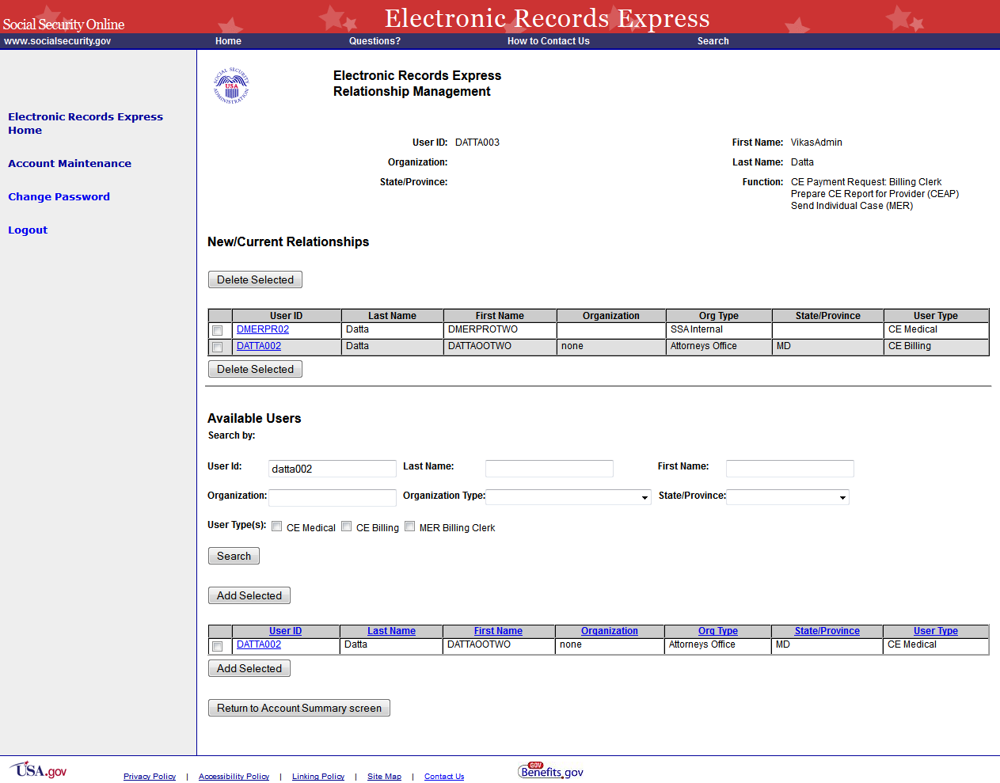 Social Security Online
Electronic Records Express
www.socialsecurity.gov Home Questions? How to Contact Us Search
SOCIAL SECURITY ADMINISTRATION
USA
Electronic Records Express
Relationship Management
Electronic Records Express
Home
Account Maintenance
Change Password
Logout
User ID: DATTA003 First Name: VikasAdmin
Organization: Last Name: Datta
State/Province: Function: CE Payment Request: Billing Clerk
Prepare CE Report for Provider (CEAP)
Send Individual Case (MER)
New/Current Relationships
Delete Selected
User ID Last Name First Name Organization Org Type State/Province User Type
DMERPR02 Datta DMERPROTWO SSA Internal CE Medical
DATTA002 Datta DATTAOOTWO none Attorneys Office MD CE Billing
Delete Selected
Available Users
Search by:
User Id: datta002 Last Name: First Name:
Organization: Organization Type: State/Province:
User Type(s): CE Medical CE Billing MER Billing Clerk
Search
Add Selected
User ID Last Name First Name Organization Org Type State/Province User Type
DATTA002 Datta DATTAOOTWO none Attorneys Office MD CE Medical
Add Selected
Return to Account Summary screen
USA.gov Privacy Policy | Accessibility Policy | Linking Policy | Site Map | Contact Us GOV Benefits.gov